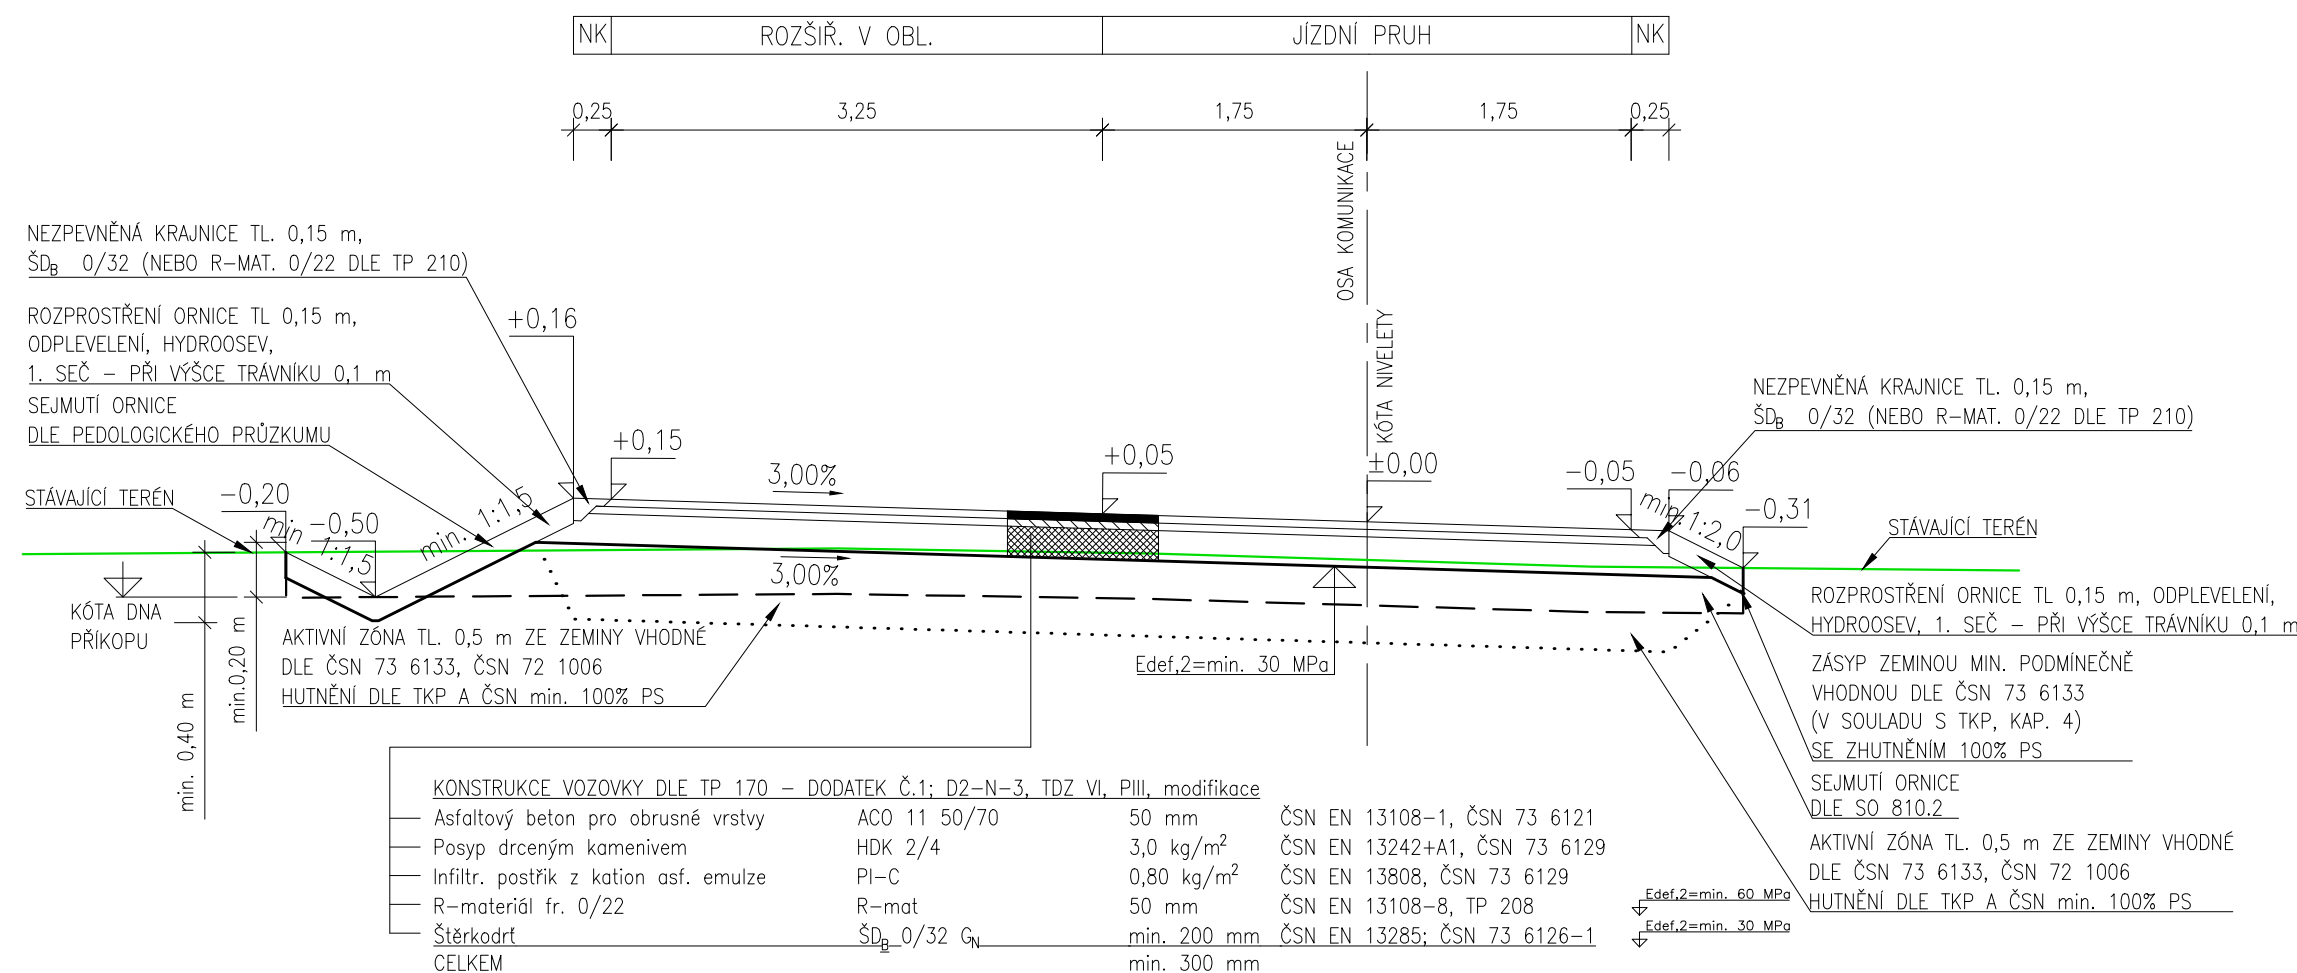 NK ROZŠIŘ. V OBL. JÍZDNÍ PRUH NK
0,25 3,25 1,75 1,75 0,25
OSA KOMUNIKACE
KÓTA NIVELETY
NEZPEVNĚNÁ KRAJNICE TL. 0,15 m,
ŠDB 0/32 (NEBO R-MAT. 0/22 DLE TP 210)
ROZPROSTŘENÍ ORNICE TL 0,15 m,
ODPLEVELENÍ, HYDROOSEV,
1. SEČ - PŘI VÝŠCE TRÁVNÍKU 0,1 m
SEJMUTÍ ORNICE
DLE PEDOLOGICKÉHO PRŮZKUMU
STÁVAJÍCÍ TERÉN
-0,20
-0,50
min 1:1,5
min. 1:1,5
+0,16
+0,15
3,00%
+0,05
±0,00
-0,05
-0,06
min.1:2,0
-0,31
3,00%
NEZPEVNĚNÁ KRAJNICE TL. 0,15 m,
ŠDB 0/32 (NEBO R-MAT. 0/22 DLE TP 210)
STÁVAJÍCÍ TERÉN
KÓTA DNA
PŘÍKOPU
min. 0,40 m
min.0,20 m
AKTIVNÍ ZÓNA TL. 0,5 m ZE ZEMINY VHODNÉ
DLE ČSN 73 6133, ČSN 72 1006
HUTNĚNÍ DLE TKP A ČSN min. 100% PS
Edef,2=min. 30 MPa
ROZPROSTŘENÍ ORNICE TL 0,15 m, ODPLEVELENÍ,
HYDROOSEV, 1. SEČ - PŘI VÝŠCE TRÁVNÍKU 0,1 m
ZÁSYP ZEMINOU MIN. PODMÍNEČNĚ
VHODNOU DLE ČSN 73 6133
(V SOULADU S TKP, KAP. 4)
SE ZHUTNĚNÍM 100% PS
SEJMUTÍ ORNICE
DLE SO 810.2
AKTIVNÍ ZÓNA TL. 0,5 m ZE ZEMINY VHODNÉ
DLE ČSN 73 6133, ČSN 72 1006
HUTNĚNÍ DLE TKP A ČSN min. 100% PS
KONSTRUKCE VOZOVKY DLE TP 170 - DODATEK Č.1; D2-N-3, TDZ VI, PIII, modifikace
Asfaltový beton pro obrusné vrstvy ACO 11 50/70 50 mm ČSN EN 13108-1, ČSN 73 6121
Posyp drceným kamenivem HDK 2/4 3,0 kg/m² ČSN EN 13242+A1, ČSN 73 6129
Infiltr. postřik z kation asf. emulze PI-C 0,80 kg/m² ČSN EN 13808, ČSN 73 6129
R-materiál fr. 0/22 R-mat 50 mm ČSN EN 13108-8, TP 208
Štěrkodrť ŠDB 0/32 GN min. 200 mm ČSN EN 13285; ČSN 73 6126-1
CELKEM min. 300 mm
Edef,2=min. 60 MPa
Edef,2=min. 30 MPa